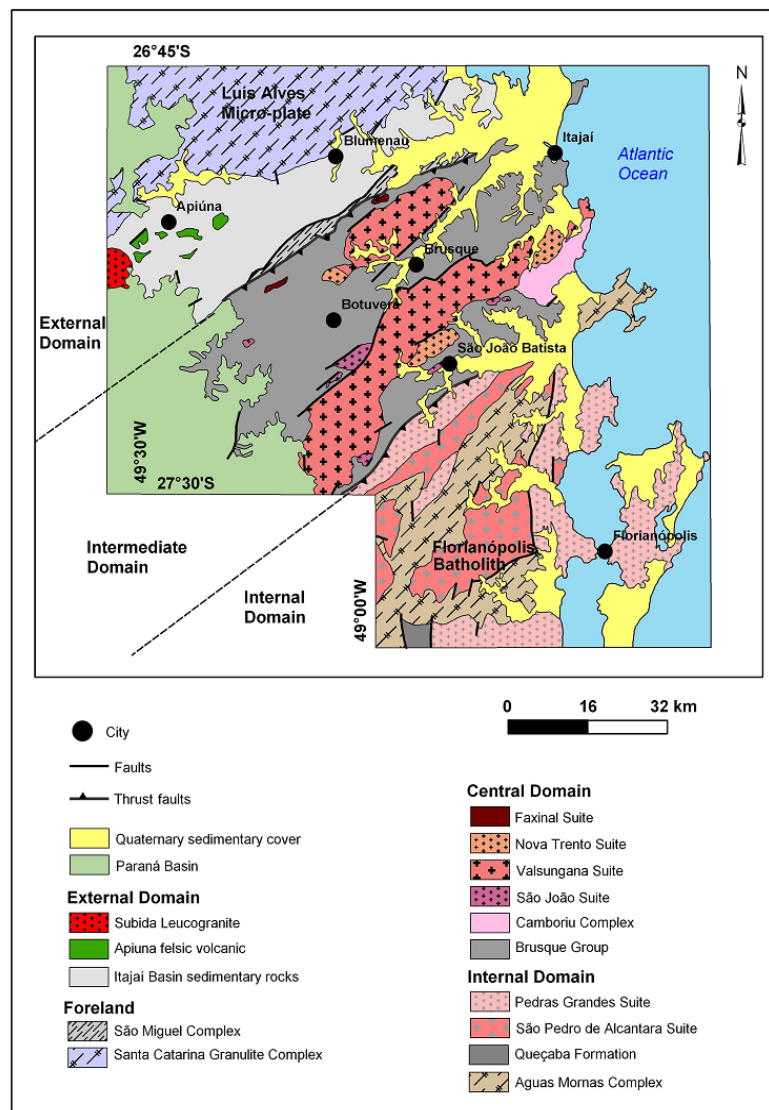 26°45'S
N
Luis Alves
Micro-plate
Blumenau
Itajaí
Atlantic
Ocean
Apiúna
Brusque
Botuverá
External
Domain
São João Batista
49°30'W
27°30'S
Intermediate
Domain
Florianópolis
Florianópolis
Batholith
Internal
Domain
49°00'W
0 16 32 km
City
Faults
Thrust faults
Quaternary sedimentary cover
Paraná Basin
External Domain
Subida Leucogranite
Apiuna felsic volcanic
Itajaí Basin sedimentary rocks
Foreland
São Miguel Complex
Santa Catarina Granulite Complex
Central Domain
Faxinal Suite
Nova Trento Suite
Valsungana Suite
São João Suite
Camboriu Complex
Brusque Group
Internal Domain
Pedras Grandes Suite
São Pedro de Alcantara Suite
Queçaba Formation
Aguas Mornas Complex